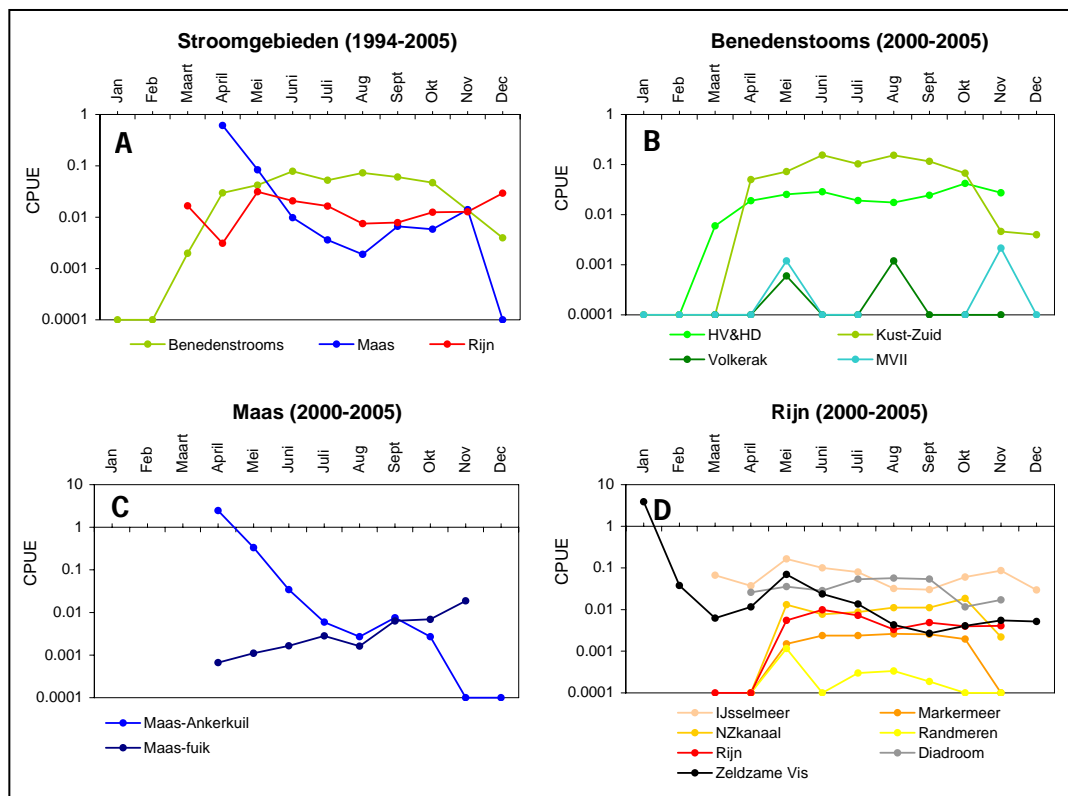 Stroomgebieden (1994-2005)
Jan Feb Maart April Mei Juni Juli Aug Sept Okt Nov Dec
A
CPUE
1
0.1
0.01
0.001
0.0001
Benedenstrooms Maas Rijn
Benedenstooms (2000-2005)
Jan Feb Maart April Mei Juni Juli Aug Sept Okt Nov Dec
B
CPUE
1
0.1
0.01
0.001
0.0001
HV&HD Kust-Zuid
Volkerak MVII
Maas (2000-2005)
Jan Feb Maart April Mei Juni Juli Aug Sept Okt Nov Dec
C
CPUE
10
1
0.1
0.01
0.001
0.0001
Maas-Ankerkuil
Maas-fuik
Rijn (2000-2005)
Jan Feb Maart April Mei Juni Juli Aug Sept Okt Nov Dec
D
CPUE
10
1
0.1
0.01
0.001
0.0001
IJsselmeer Markermeer
NZkanaal Randmeren
Rijn Diadroom
Zeldzame Vis